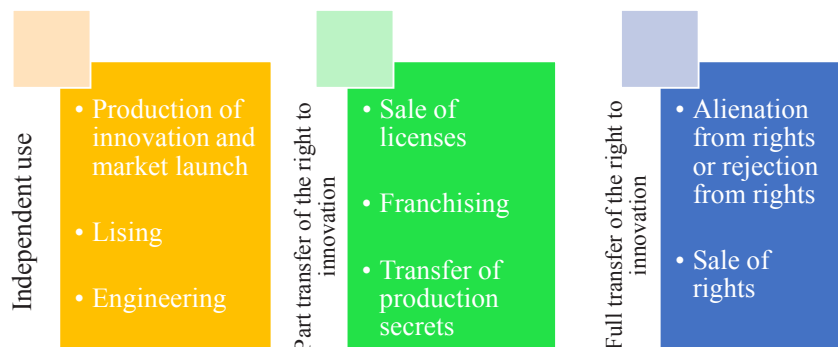 Independent use
• Production of
innovation and
market launch
• Lising
• Engineering
Part transfer of the right to
innovation
• Sale of
licenses
• Franchising
• Transfer of
production
secrets
Full transfer of the right to
innovation
• Alienation
from rights
or rejection
from rights
• Sale of
rights